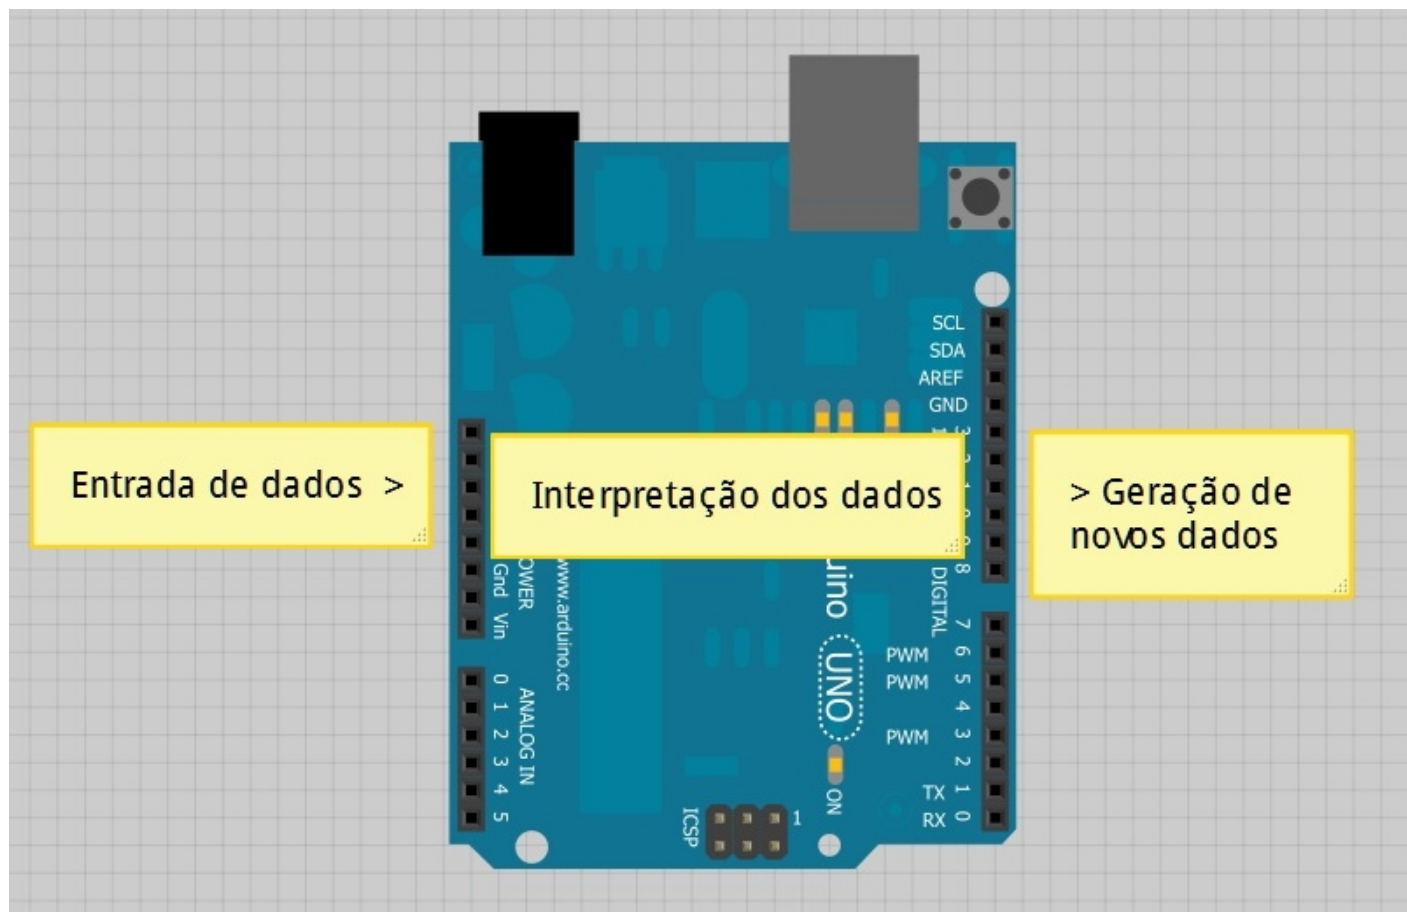 SCL
SDA
AREF
GND
Entrada de dados >
Interpretação dos dados
> Geração de
novos dados
8
Gnd
Vin
www.arduino.cc
DIGITAL
7
PWM 6
UNO
PWM 5
4
PWM 3
2
TX 1
RX 0
ANALOG IN
0
1
2
3
4
5
ON
ICSP
1